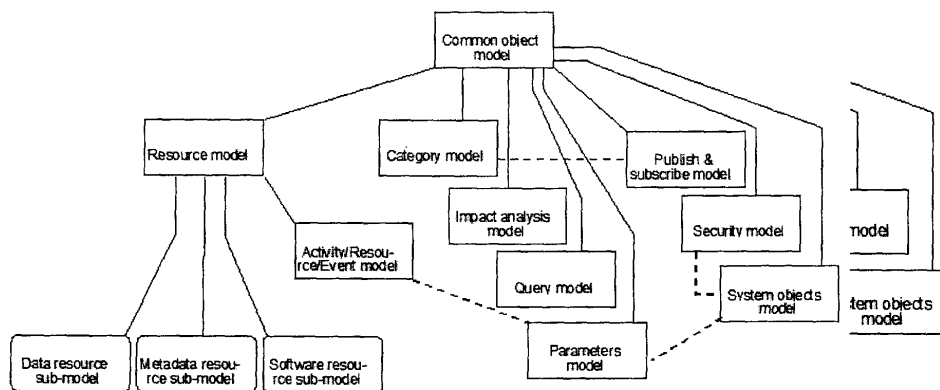 Common object
model
Resource model
Category model
Publish &
subscribe model
Impact analysis
model
Security model
model
Activity/Resou-
rce/Event model
Query model
System objects
model
tem objects
model
Parameters
model
Data resource
sub-model
Metadata resou-
rce sub-model
Software resou-
rce sub-model